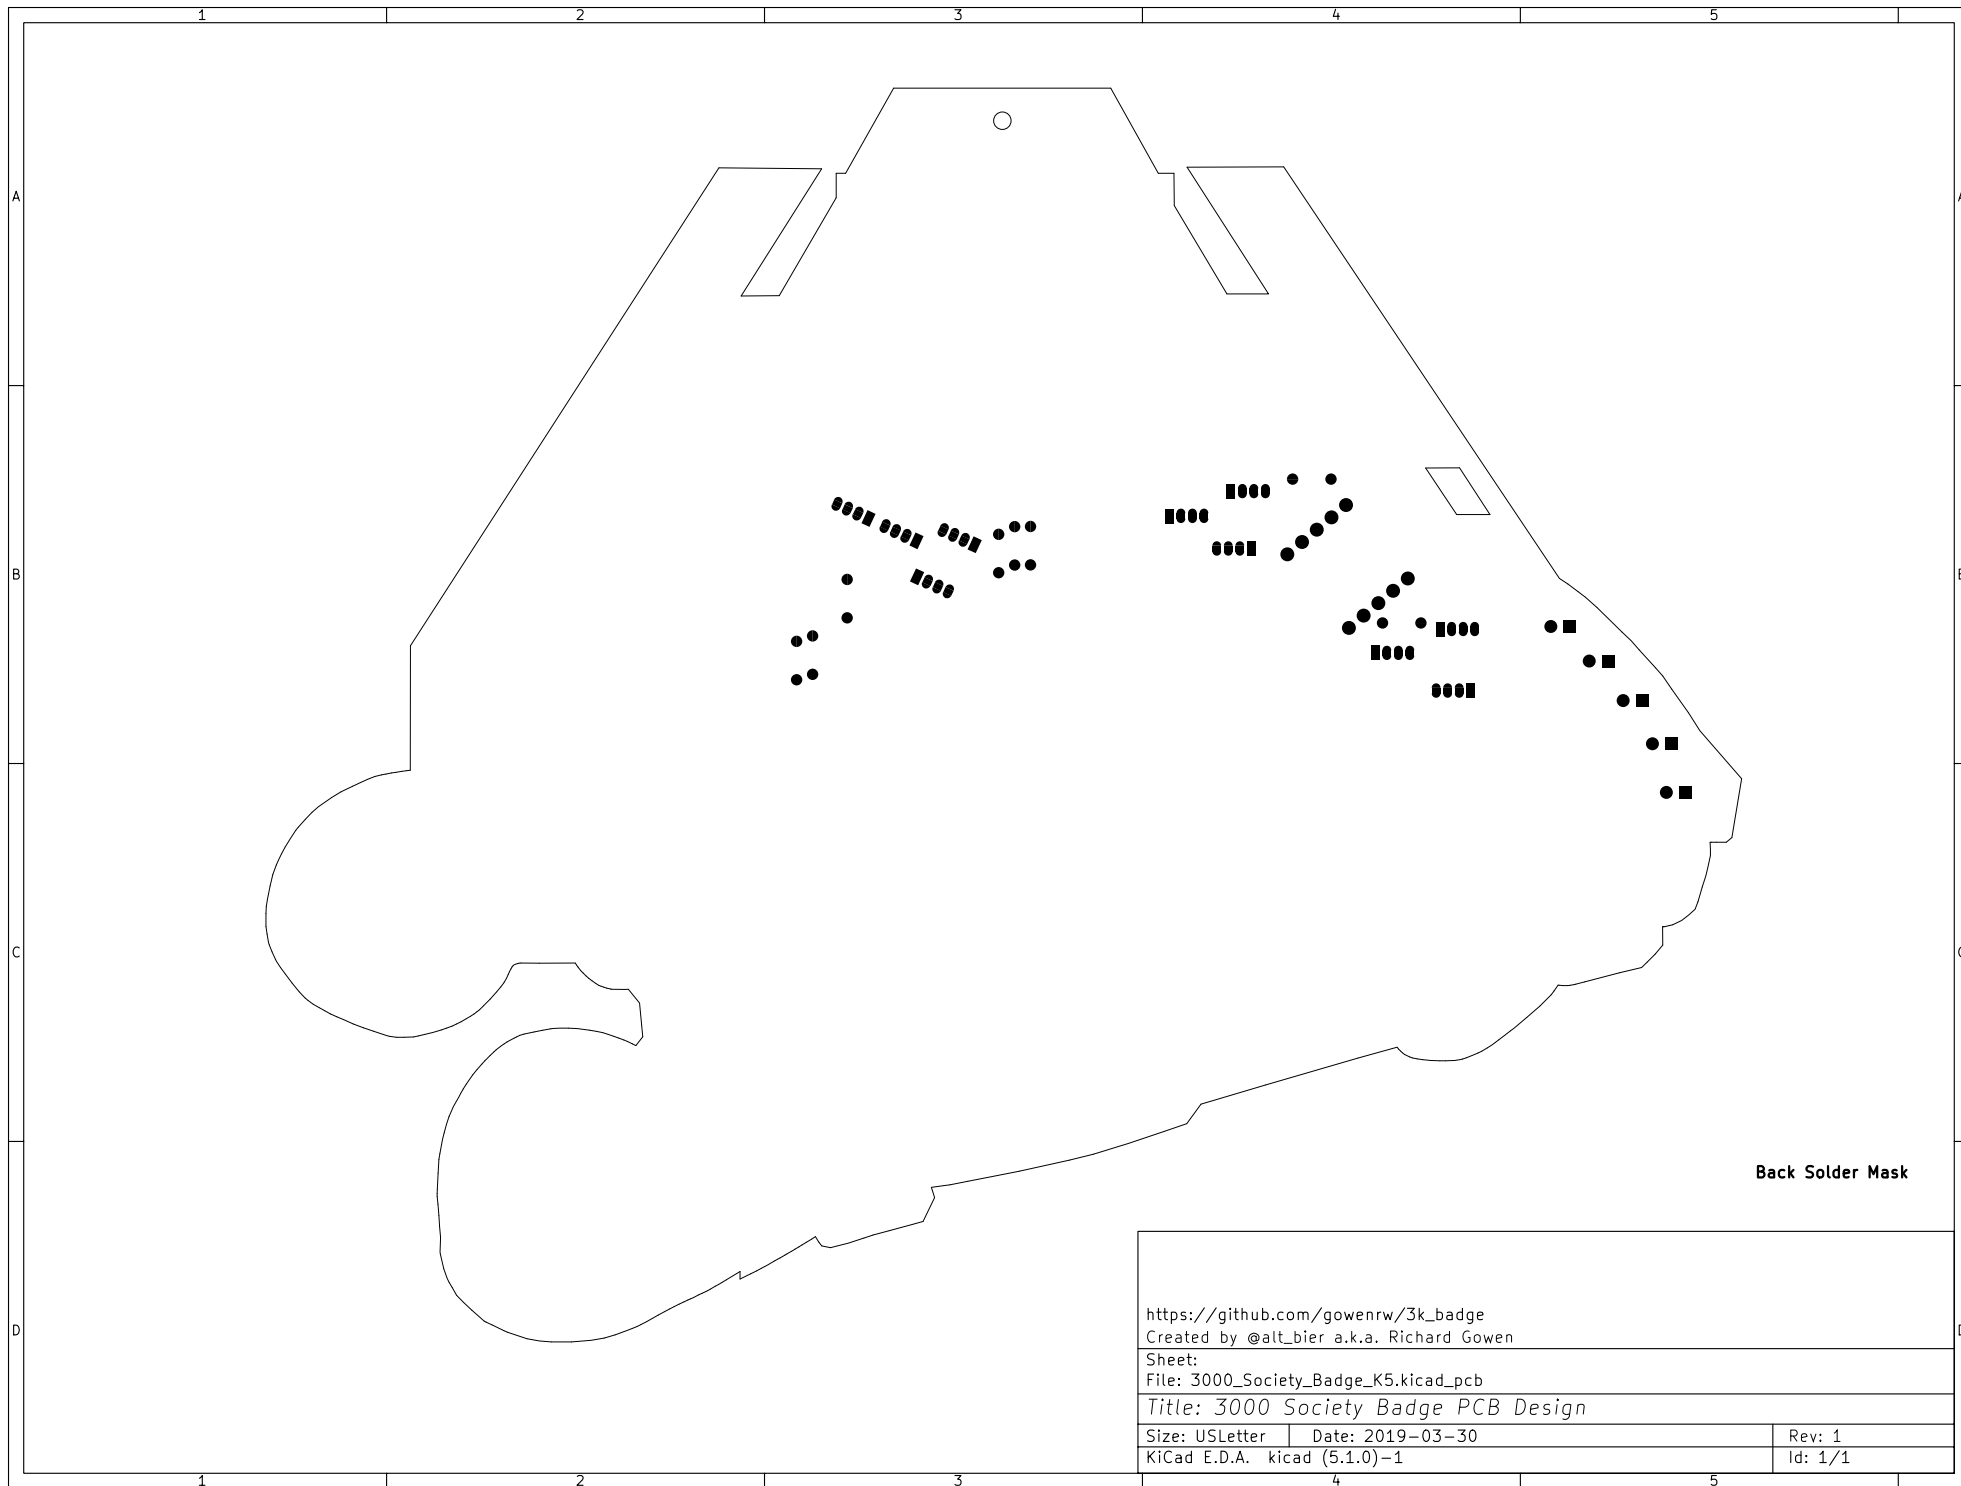 1 2 3 4 5
A A
B B
C C
Back Solder Mask
https://github.com/gowenrw/3k_badge
Created by @alt_bier a.k.a. Richard Gowen
D D
Sheet:
File: 3000_Society_Badge_K5.kicad_pcb
Title: 3000 Society Badge PCB Design
Size: USLetter Date: 2019-03-30 Rev: 1
KiCad E.D.A. kicad (5.1.0)-1 Id: 1/1
1 2 3 4 5